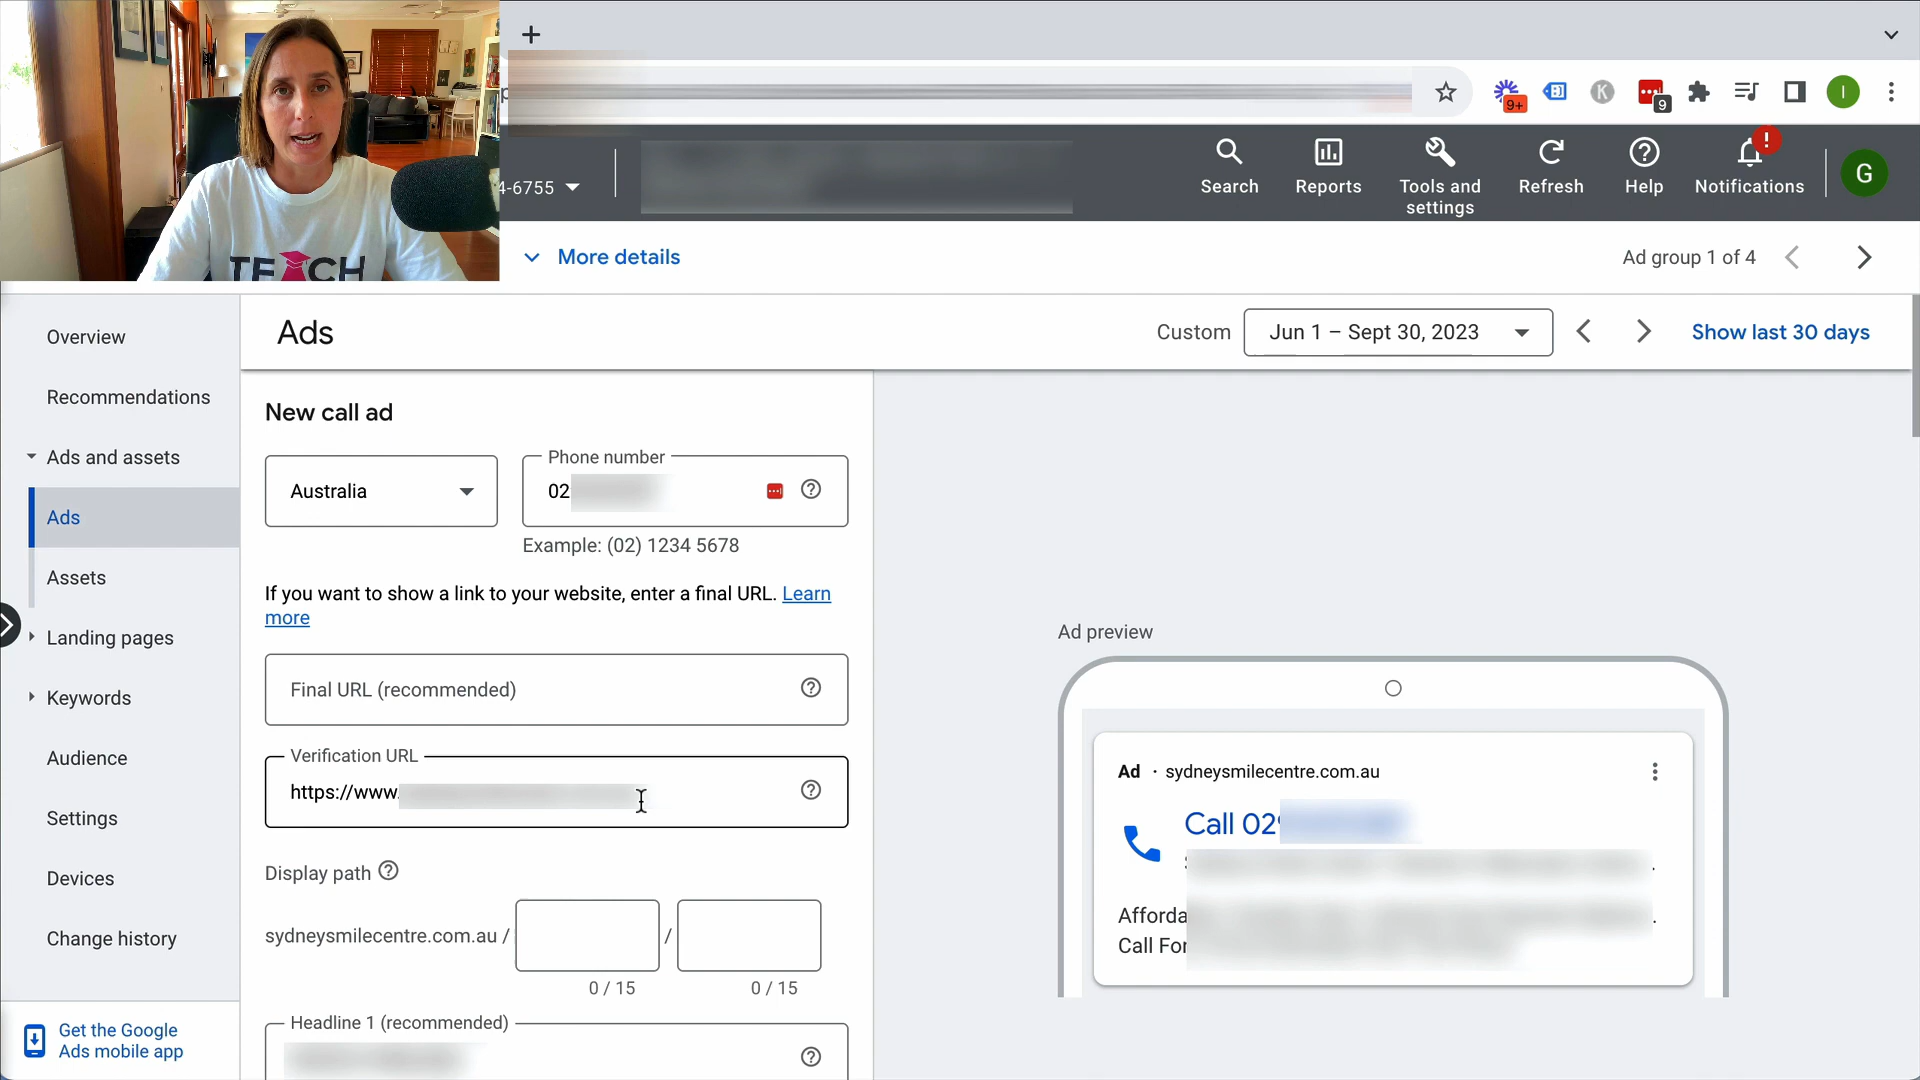 TEACH
9+
K
9
I
4-6755
Search
Reports
Tools and
settings
Refresh
Help
!
Notifications
G
More details
Ad group 1 of 4
Overview
Recommendations
Ads and assets
Ads
Assets
Landing pages
Keywords
Audience
Settings
Devices
Change history
Get the Google
Ads mobile app
Ads
Custom
Jun 1 – Sept 30, 2023
Show last 30 days
New call ad
Australia
Phone number
02
Example: (02) 1234 5678
If you want to show a link to your website, enter a final URL. Learn
more
Final URL (recommended)
Verification URL
https://www.
Display path
sydneysmilecentre.com.au /
/
0 / 15
0 / 15
Headline 1 (recommended)
Ad preview
Ad · sydneysmilecentre.com.au
Call 029
Call For